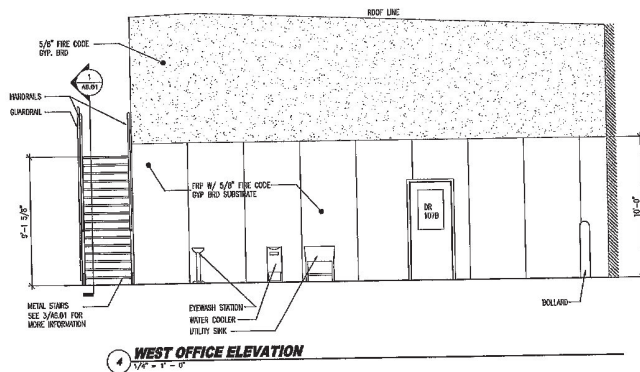 ROOF LINE
5/8" FIRE CODE
GYP. BRD
1
A6.01
HANDRAILS
GUARDRAIL
FRP W/ 5/8" FIRE CODE
GYP BRD SUBSTRATE
DR
107B
9'-1 5/8"
10'-0"
METAL STAIRS
SEE 3/A6.01 FOR
MORE INFORMATION
EYEWASH STATION
WATER COOLER
UTILITY SINK
BOLLARD
4 WEST OFFICE ELEVATION
1/4" = 1' - 0"